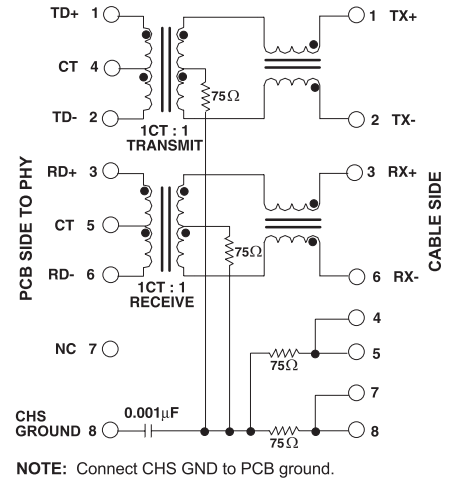 TD+ 1
1 TX+
CT 4
75Ω
TD- 2
2 TX-
1CT : 1
TRANSMIT
RD+ 3
3 RX+
CT 5
75Ω
RD- 6
6 RX-
1CT : 1
RECEIVE
PCB SIDE TO PHY
CABLE SIDE
4
NC 7
5
75Ω
7
CHS
GROUND 8
0.001µF
8
75Ω
NOTE: Connect CHS GND to PCB ground.